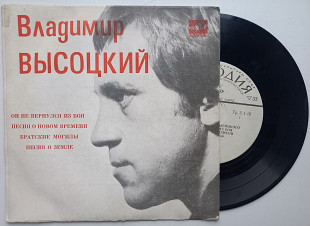 Владимир
ВЫСОЦКИЙ
ОН НЕ ВЕРНУЛСЯ ИЗ БОЯ
ПЕСНЯ О НОВОМ ВРЕМЕНИ
БРАТСКИЕ МОГИЛЫ
ПЕСНЯ О ЗЕМЛЕ
ОДИЯ